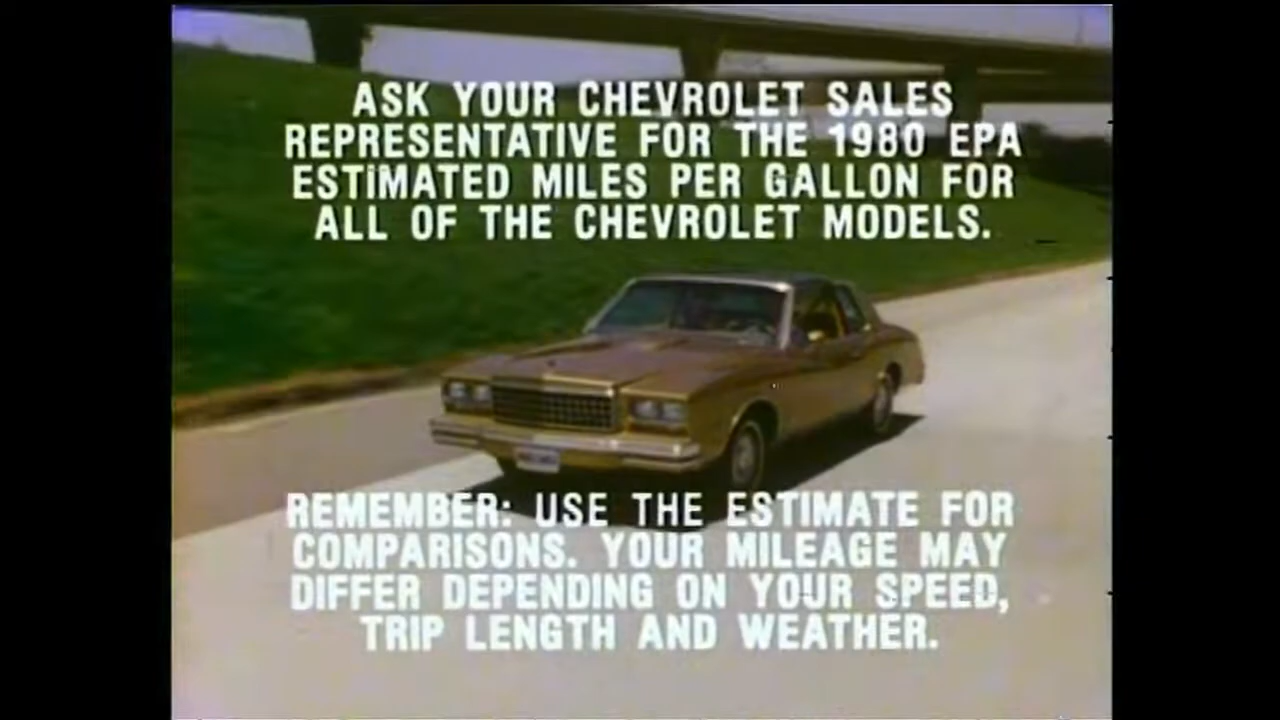 ASK YOUR CHEVROLET SALES
REPRESENTATIVE FOR THE 1980 EPA
ESTIMATED MILES PER GALLON FOR
ALL OF THE CHEVROLET MODELS.
REMEMBER: USE THE ESTIMATE FOR
COMPARISONS. YOUR MILEAGE MAY
DIFFER DEPENDING ON YOUR SPEED,
TRIP LENGTH AND WEATHER.